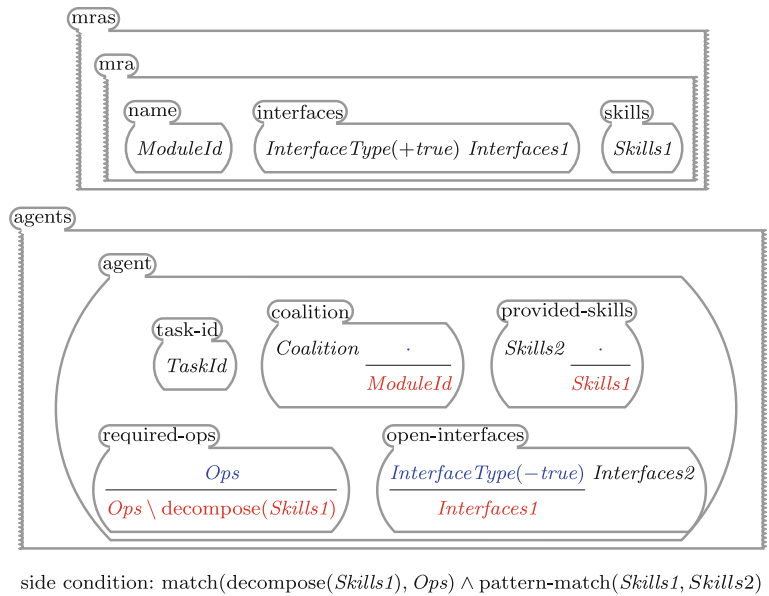 mras
mra
name interfaces skills
ModuleId InterfaceType(+true) Interfaces1 Skills1
agents
agent
task-id coalition provided-skills
TaskId Coalition · Skills2 ·
ModuleId Skills1
required-ops open-interfaces
Ops InterfaceType(−true) Interfaces2
Ops \ decompose(Skills1) Interfaces1
side condition: match(decompose(Skills1), Ops) ∧ pattern-match(Skills1, Skills2)